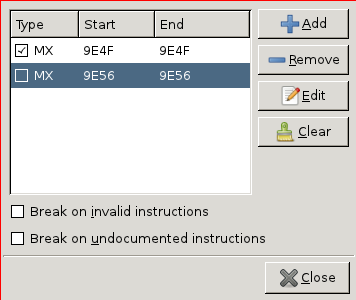 Type Start End
MX 9E4F 9E4F
MX 9E56 9E56
Add
Remove
Edit
Clear
Break on invalid instructions
Break on undocumented instructions
Close